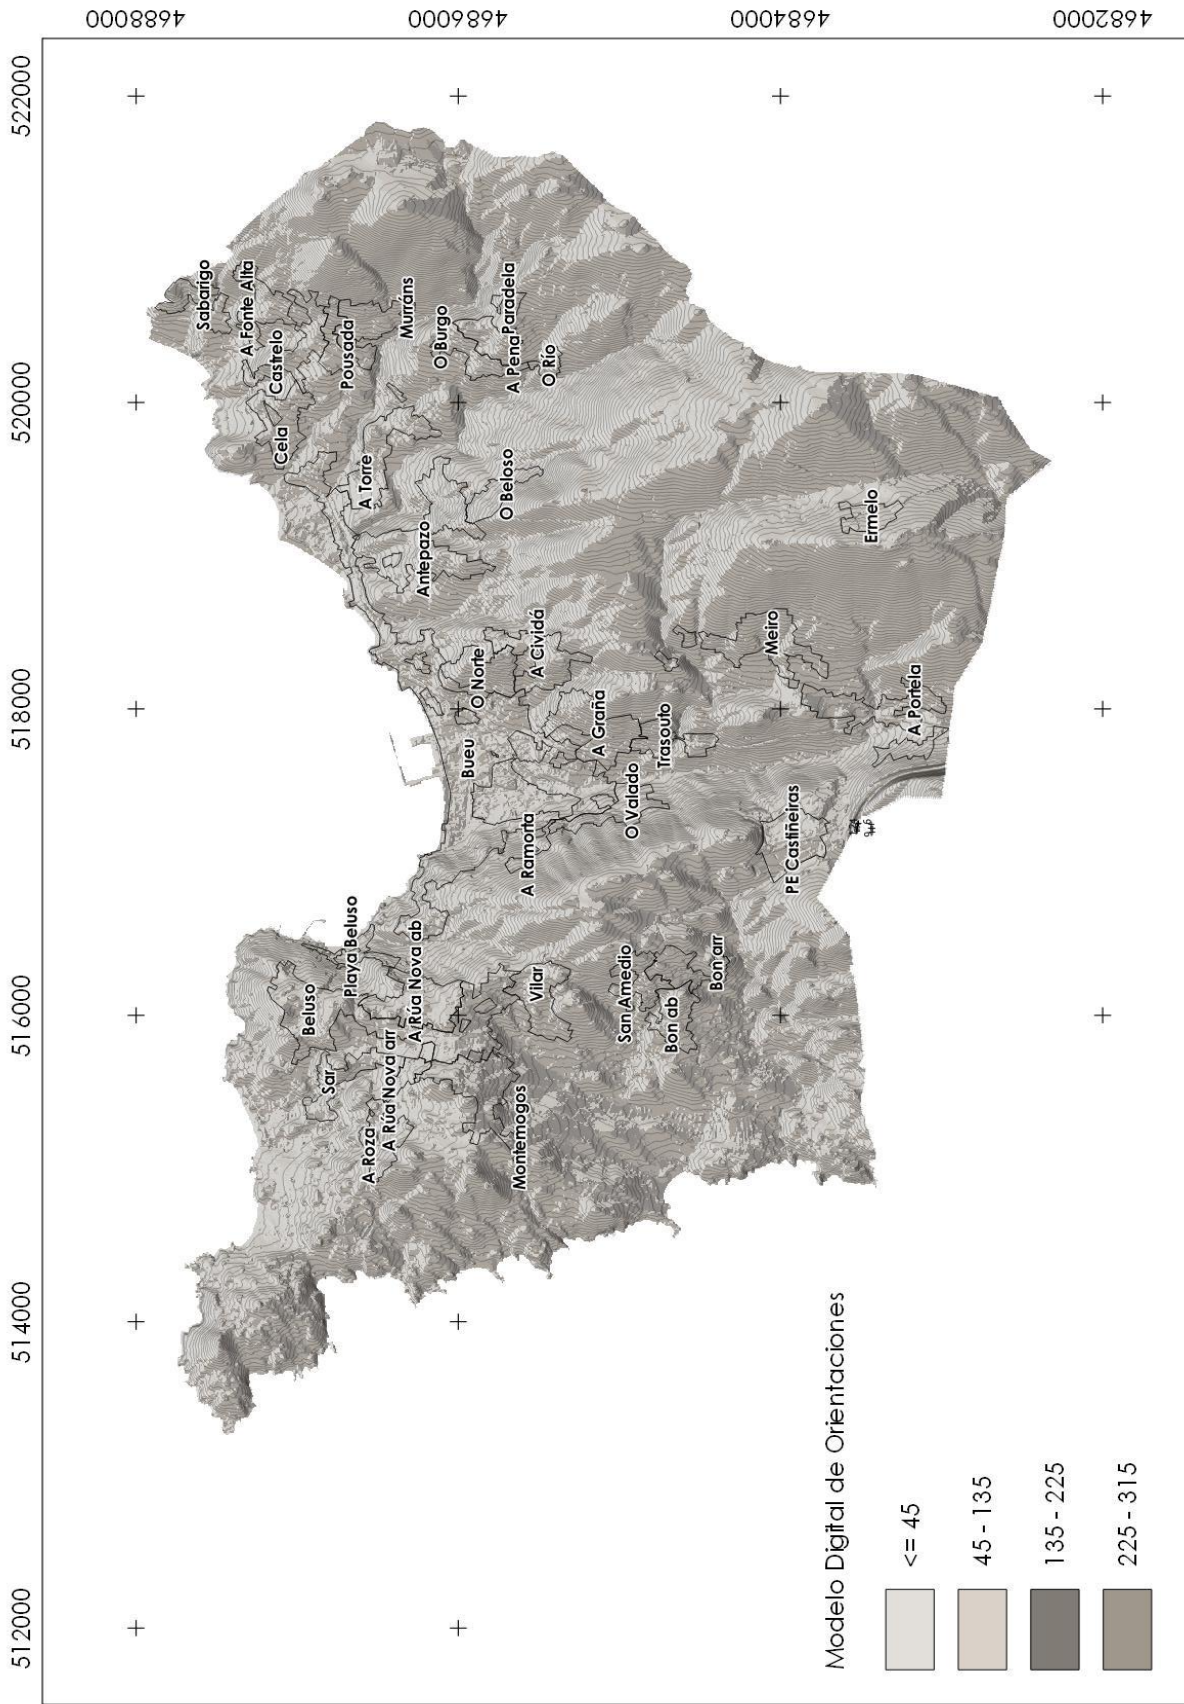 512000
514000
516000
518000
520000
522000
4688000
4686000
4684000
4682000
Sabarigo
A Fonte Alta
Castrelo
Cela
Pousada
A Torre
Murráns
O Burgo
A Pena
Paradela
O Río
O Beloso
Antepazo
Ermelo
O Norte
A Cividá
Meiro
Bueu
A Graña
Trasouto
A Portela
O Valado
A Ramorta
PE Castiñeiras
Playa Beluso
Beluso
A Rúa Nova ab
Sar
A Rúa Nova arr
A Roza
Vilar
San Amedio
Bon ab
Bon arr
Montemogos
Modelo Digital de Orientaciones
<= 45
45 - 135
135 - 225
225 - 315